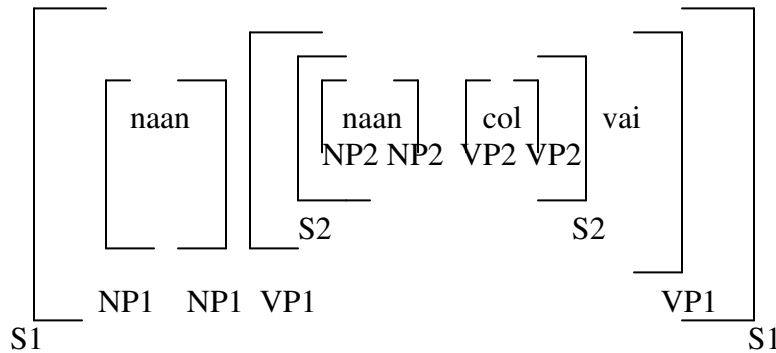 naan naan col vai
NP2 NP2 VP2 VP2
S2 S2
NP1 NP1 VP1 VP1
S1 S1